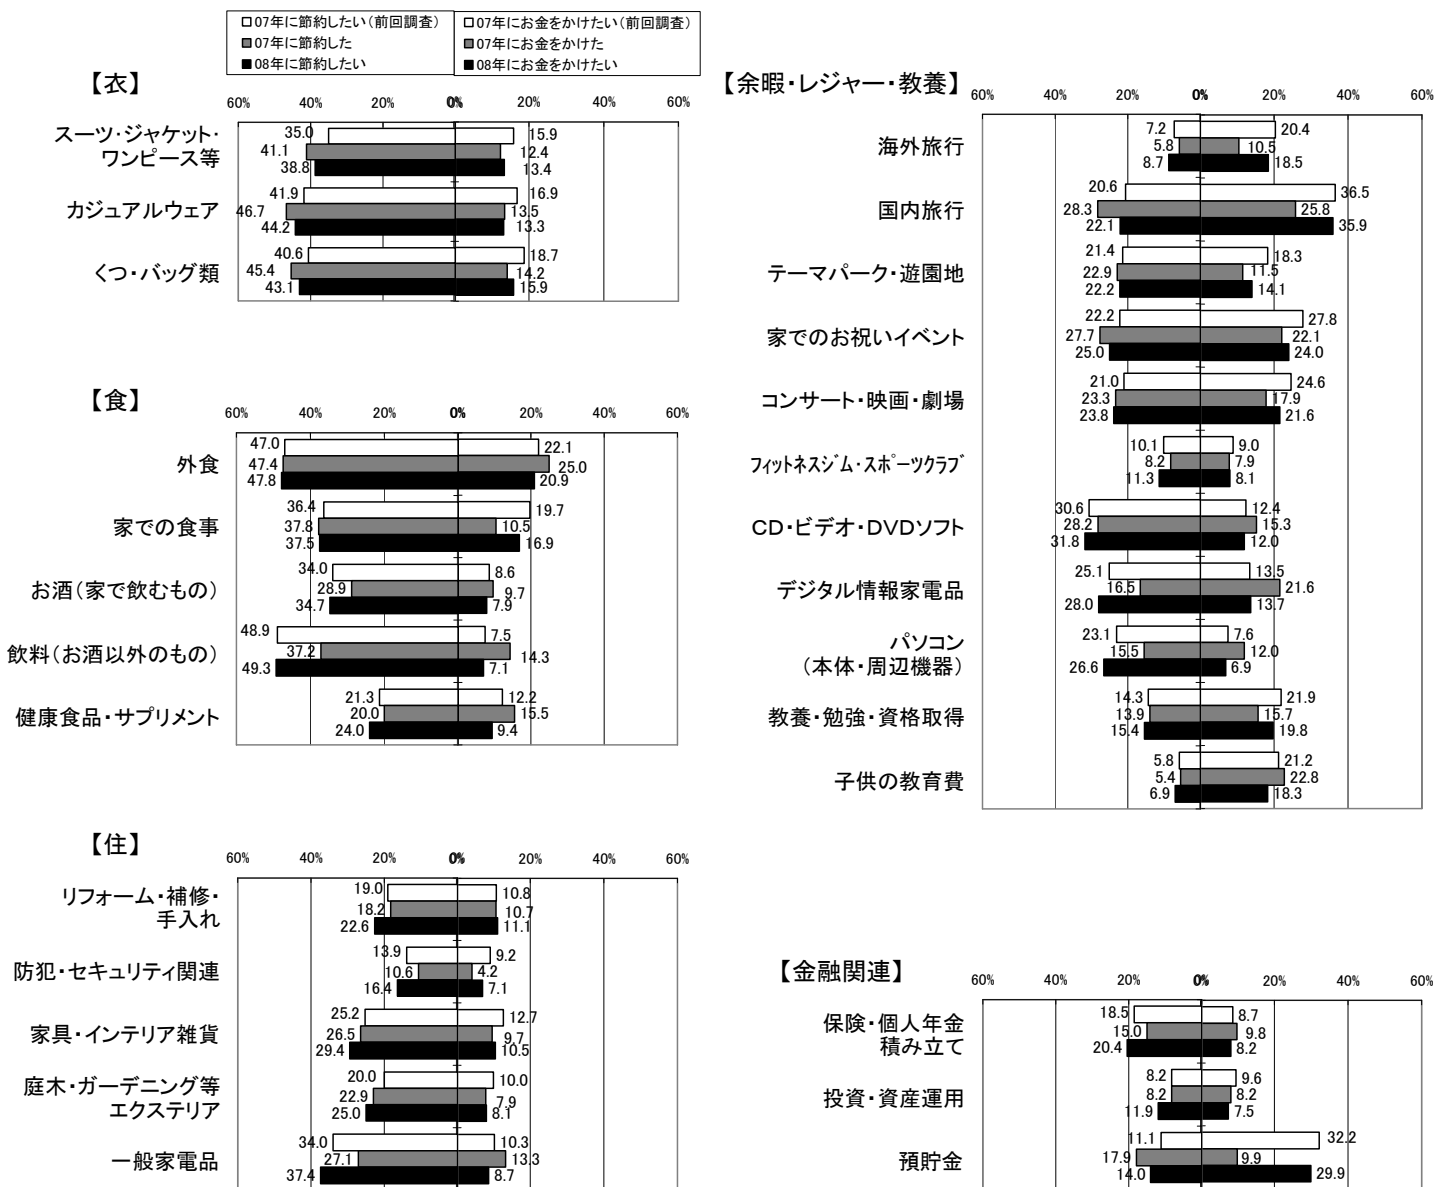 □07年に節約したい(前回調査)
■07年に節約した
■08年に節約したい
□07年にお金をかけたい(前回調査)
■07年にお金をかけた
■08年にお金をかけたい
【衣】
60% 40% 20% 0% 0% 20% 40% 60%
スーツ・ジャケット・
ワンピース等
35.0 15.9
41.1 12.4
38.8 13.4
カジュアルウェア
41.9 16.9
46.7 13.5
44.2 13.3
くつ・バッグ類
40.6 18.7
45.4 14.2
43.1 15.9
【食】
60% 40% 20% 0% 0% 20% 40% 60%
外食
47.0 22.1
47.4 25.0
47.8 20.9
家での食事
36.4 19.7
37.8 10.5
37.5 16.9
お酒(家で飲むもの)
34.0 8.6
28.9 9.7
34.7 7.9
飲料(お酒以外のもの)
48.9 7.5
37.2 14.3
49.3 7.1
健康食品・サプリメント
21.3 12.2
20.0 15.5
24.0 9.4
【住】
60% 40% 20% 0% 0% 20% 40% 60%
リフォーム・補修・
手入れ
19.0 10.8
18.2 10.7
22.6 11.1
防犯・セキュリティ関連
13.9 9.2
10.6 4.2
16.4 7.1
家具・インテリア雑貨
25.2 12.7
26.5 9.7
29.4 10.5
庭木・ガーデニング等
エクステリア
20.0 10.0
22.9 7.9
25.0 8.1
一般家電品
34.0 10.3
27.1 13.3
37.4 8.7
【余暇・レジャー・教養】
60% 40% 20% 0% 0% 20% 40% 60%
海外旅行
7.2 20.4
5.8 10.5
8.7 18.5
国内旅行
20.6 36.5
28.3 25.8
22.1 35.9
テーマパーク・遊園地
21.4 18.3
22.9 11.5
22.2 14.1
家でのお祝いイベント
22.2 27.8
27.7 22.1
25.0 24.0
コンサート・映画・劇場
21.0 24.6
23.3 17.9
23.8 21.6
フィットネスジム・スポーツクラブ
10.1 9.0
8.2 7.9
11.3 8.1
CD・ビデオ・DVDソフト
30.6 12.4
28.2 15.3
31.8 12.0
デジタル情報家電品
25.1 13.5
16.5 21.6
28.0 13.7
パソコン
(本体・周辺機器)
23.1 7.6
15.5 12.0
26.6 6.9
教養・勉強・資格取得
14.3 21.9
13.9 15.7
15.4 19.8
子供の教育費
5.8 21.2
5.4 22.8
6.9 18.3
【金融関連】
60% 40% 20% 0% 0% 20% 40% 60%
保険・個人年金
積み立て
18.5 8.7
15.0 9.8
20.4 8.2
投資・資産運用
8.2 9.6
8.2 8.2
11.9 7.5
預貯金
11.1 32.2
17.9 9.9
14.0 29.9